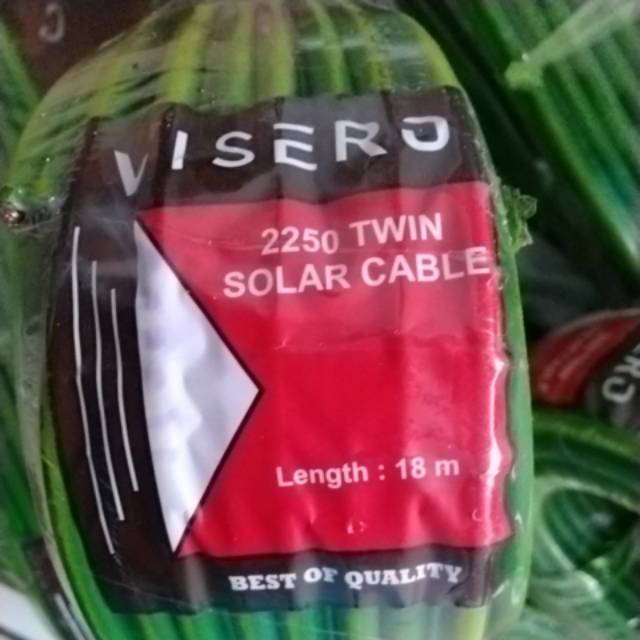 VISERO
2250 TWIN
SOLAR CABLE
Length : 18 m
BEST OF QUALITY